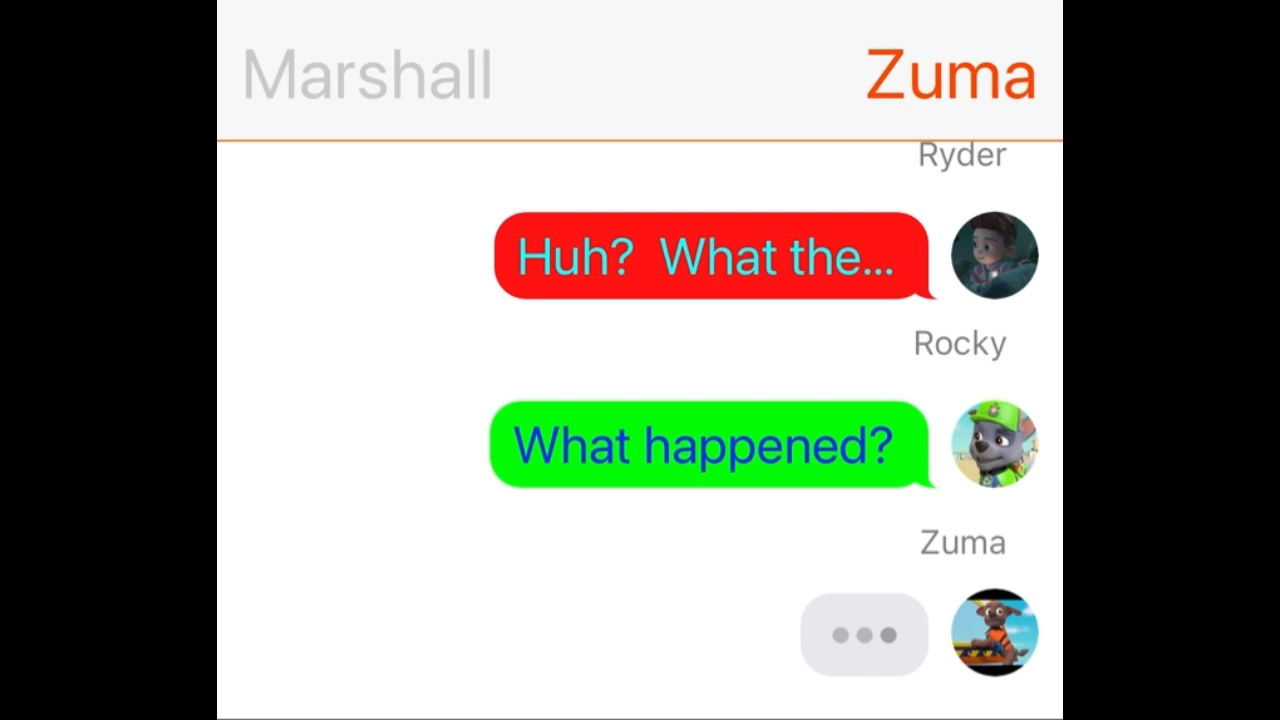 Marshall
Zuma
Ryder
Huh?  What the...
Rocky
What happened?
Zuma